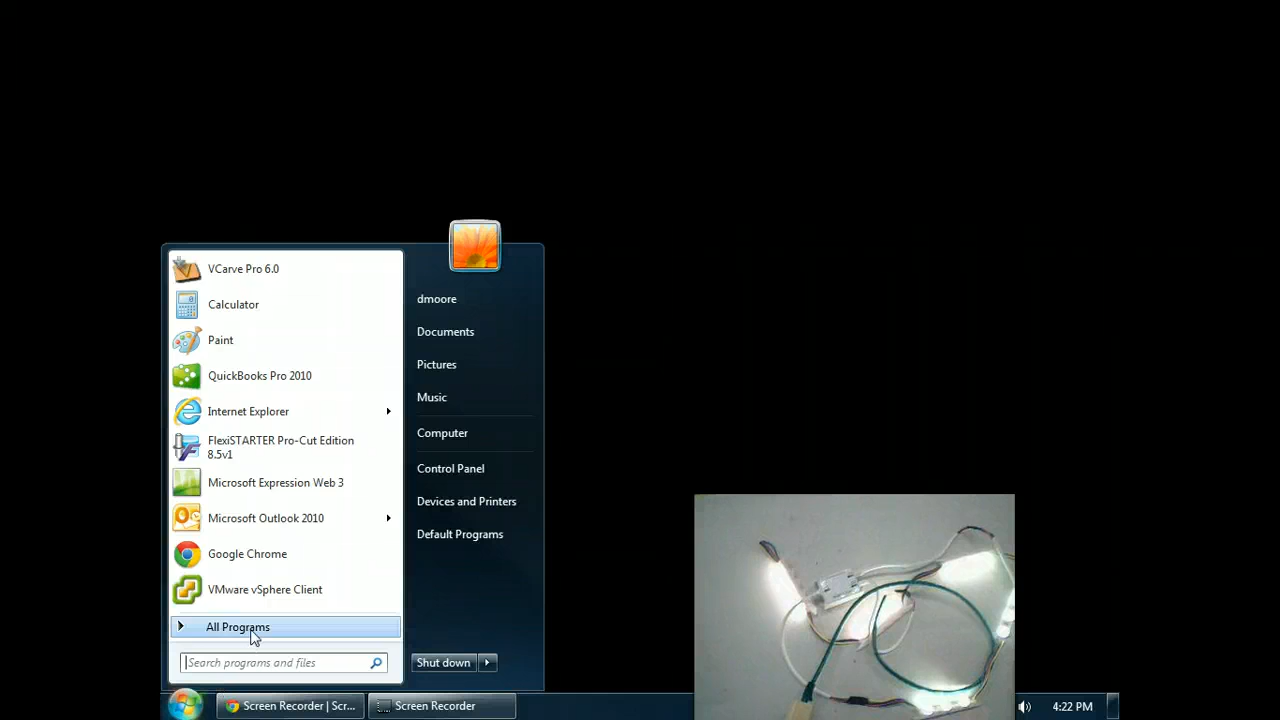 VCarve Pro 6.0
Calculator
Paint
QuickBooks Pro 2010
Internet Explorer
FlexiSTARTER Pro-Cut Edition
8.5v1
Microsoft Expression Web 3
Microsoft Outlook 2010
Google Chrome
VMware vSphere Client
All Programs
Search programs and files
dmoore
Documents
Pictures
Music
Computer
Control Panel
Devices and Printers
Default Programs
Shut down
Screen Recorder | Scr...
Screen Recorder
4:22 PM